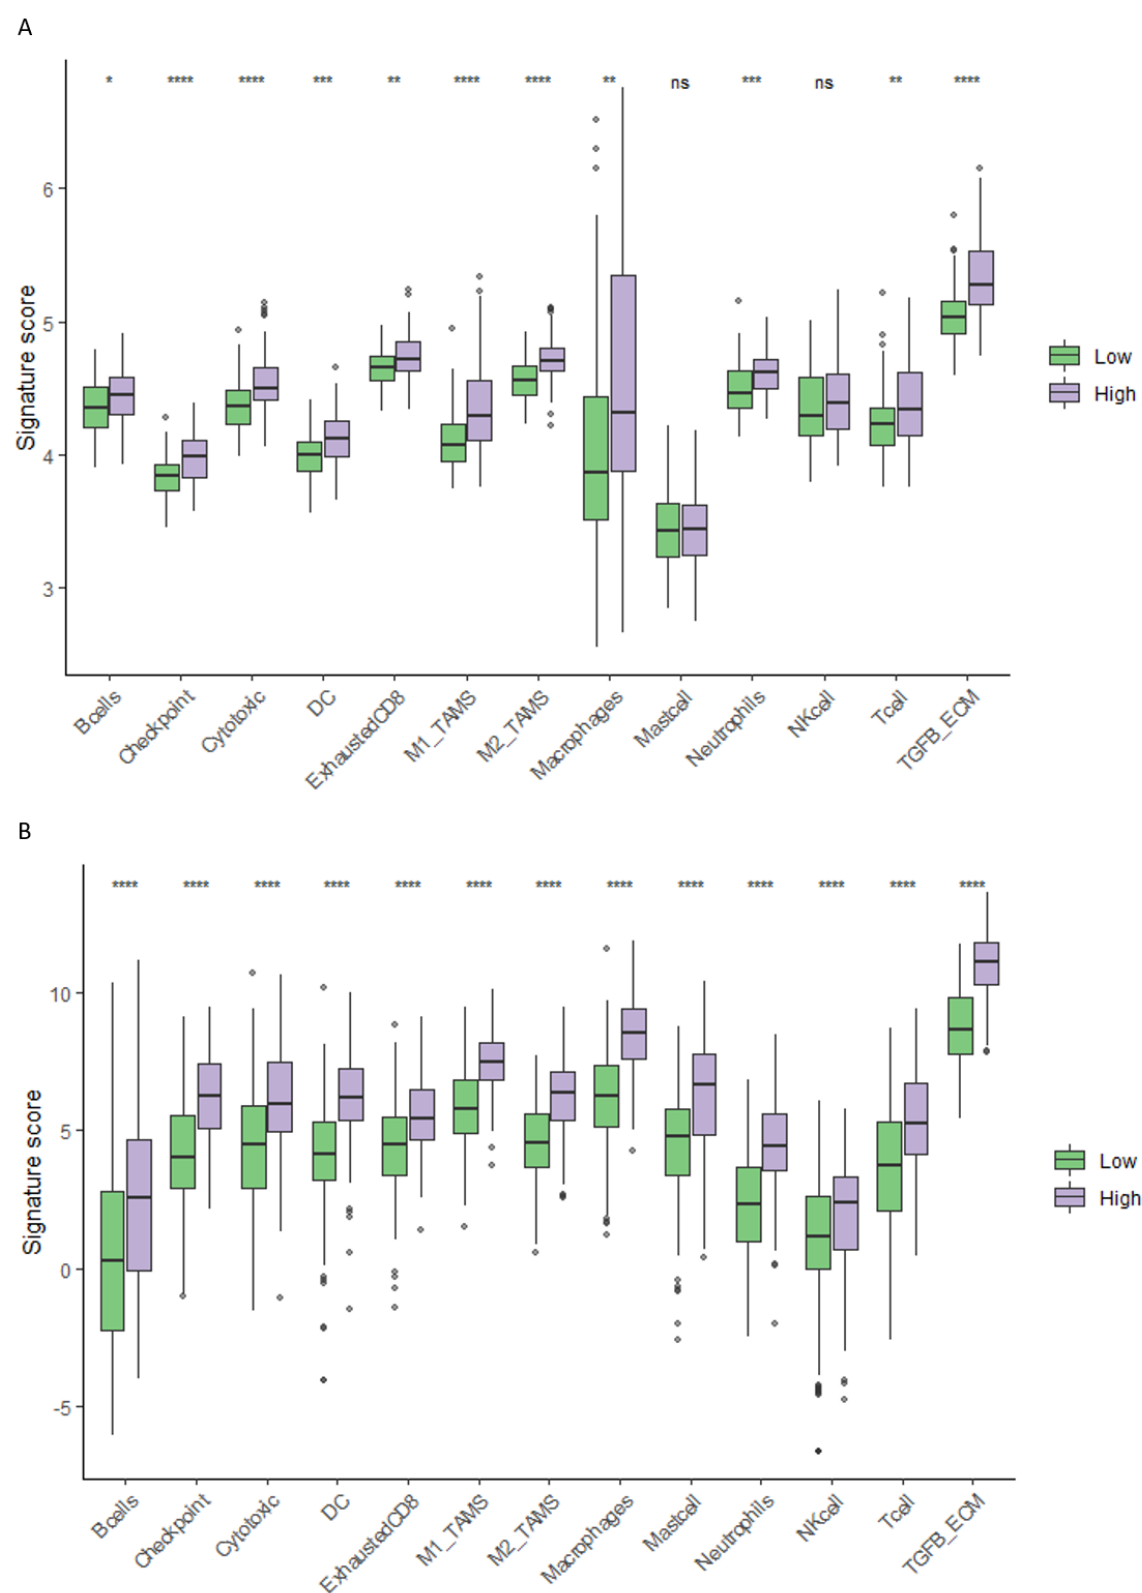 A
* **** **** *** ** **** **** ** ns *** ns ** ****
6
5
4
3
Signature score
Low
High
Bcells
Checkpoint
Cytotoxic
DC
ExhaustedCD8
M1_TAMS
M2_TAMS
Macrophages
Mastcell
Neutrophils
NKcell
Tcell
TGFB_ECM
B
**** **** **** **** **** **** **** **** **** **** **** **** ****
10
5
0
-5
Signature score
Low
High
Bcells
Checkpoint
Cytotoxic
DC
ExhaustedCD8
M1_TAMS
M2_TAMS
Macrophages
Mastcell
Neutrophils
NKcell
Tcell
TGFB_ECM